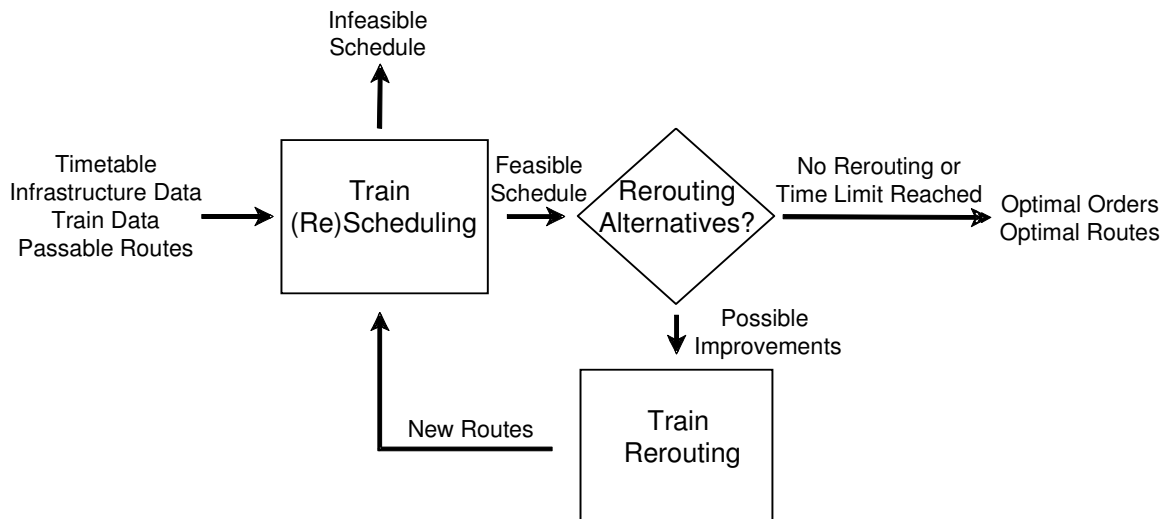 Infeasible
Schedule
Timetable
Infrastructure Data
Train Data
Passable Routes
Train
(Re)Scheduling
Feasible
Schedule
Rerouting
Alternatives?
No Rerouting or
Time Limit Reached
Optimal Orders
Optimal Routes
Possible
Improvements
New Routes
Train
Rerouting